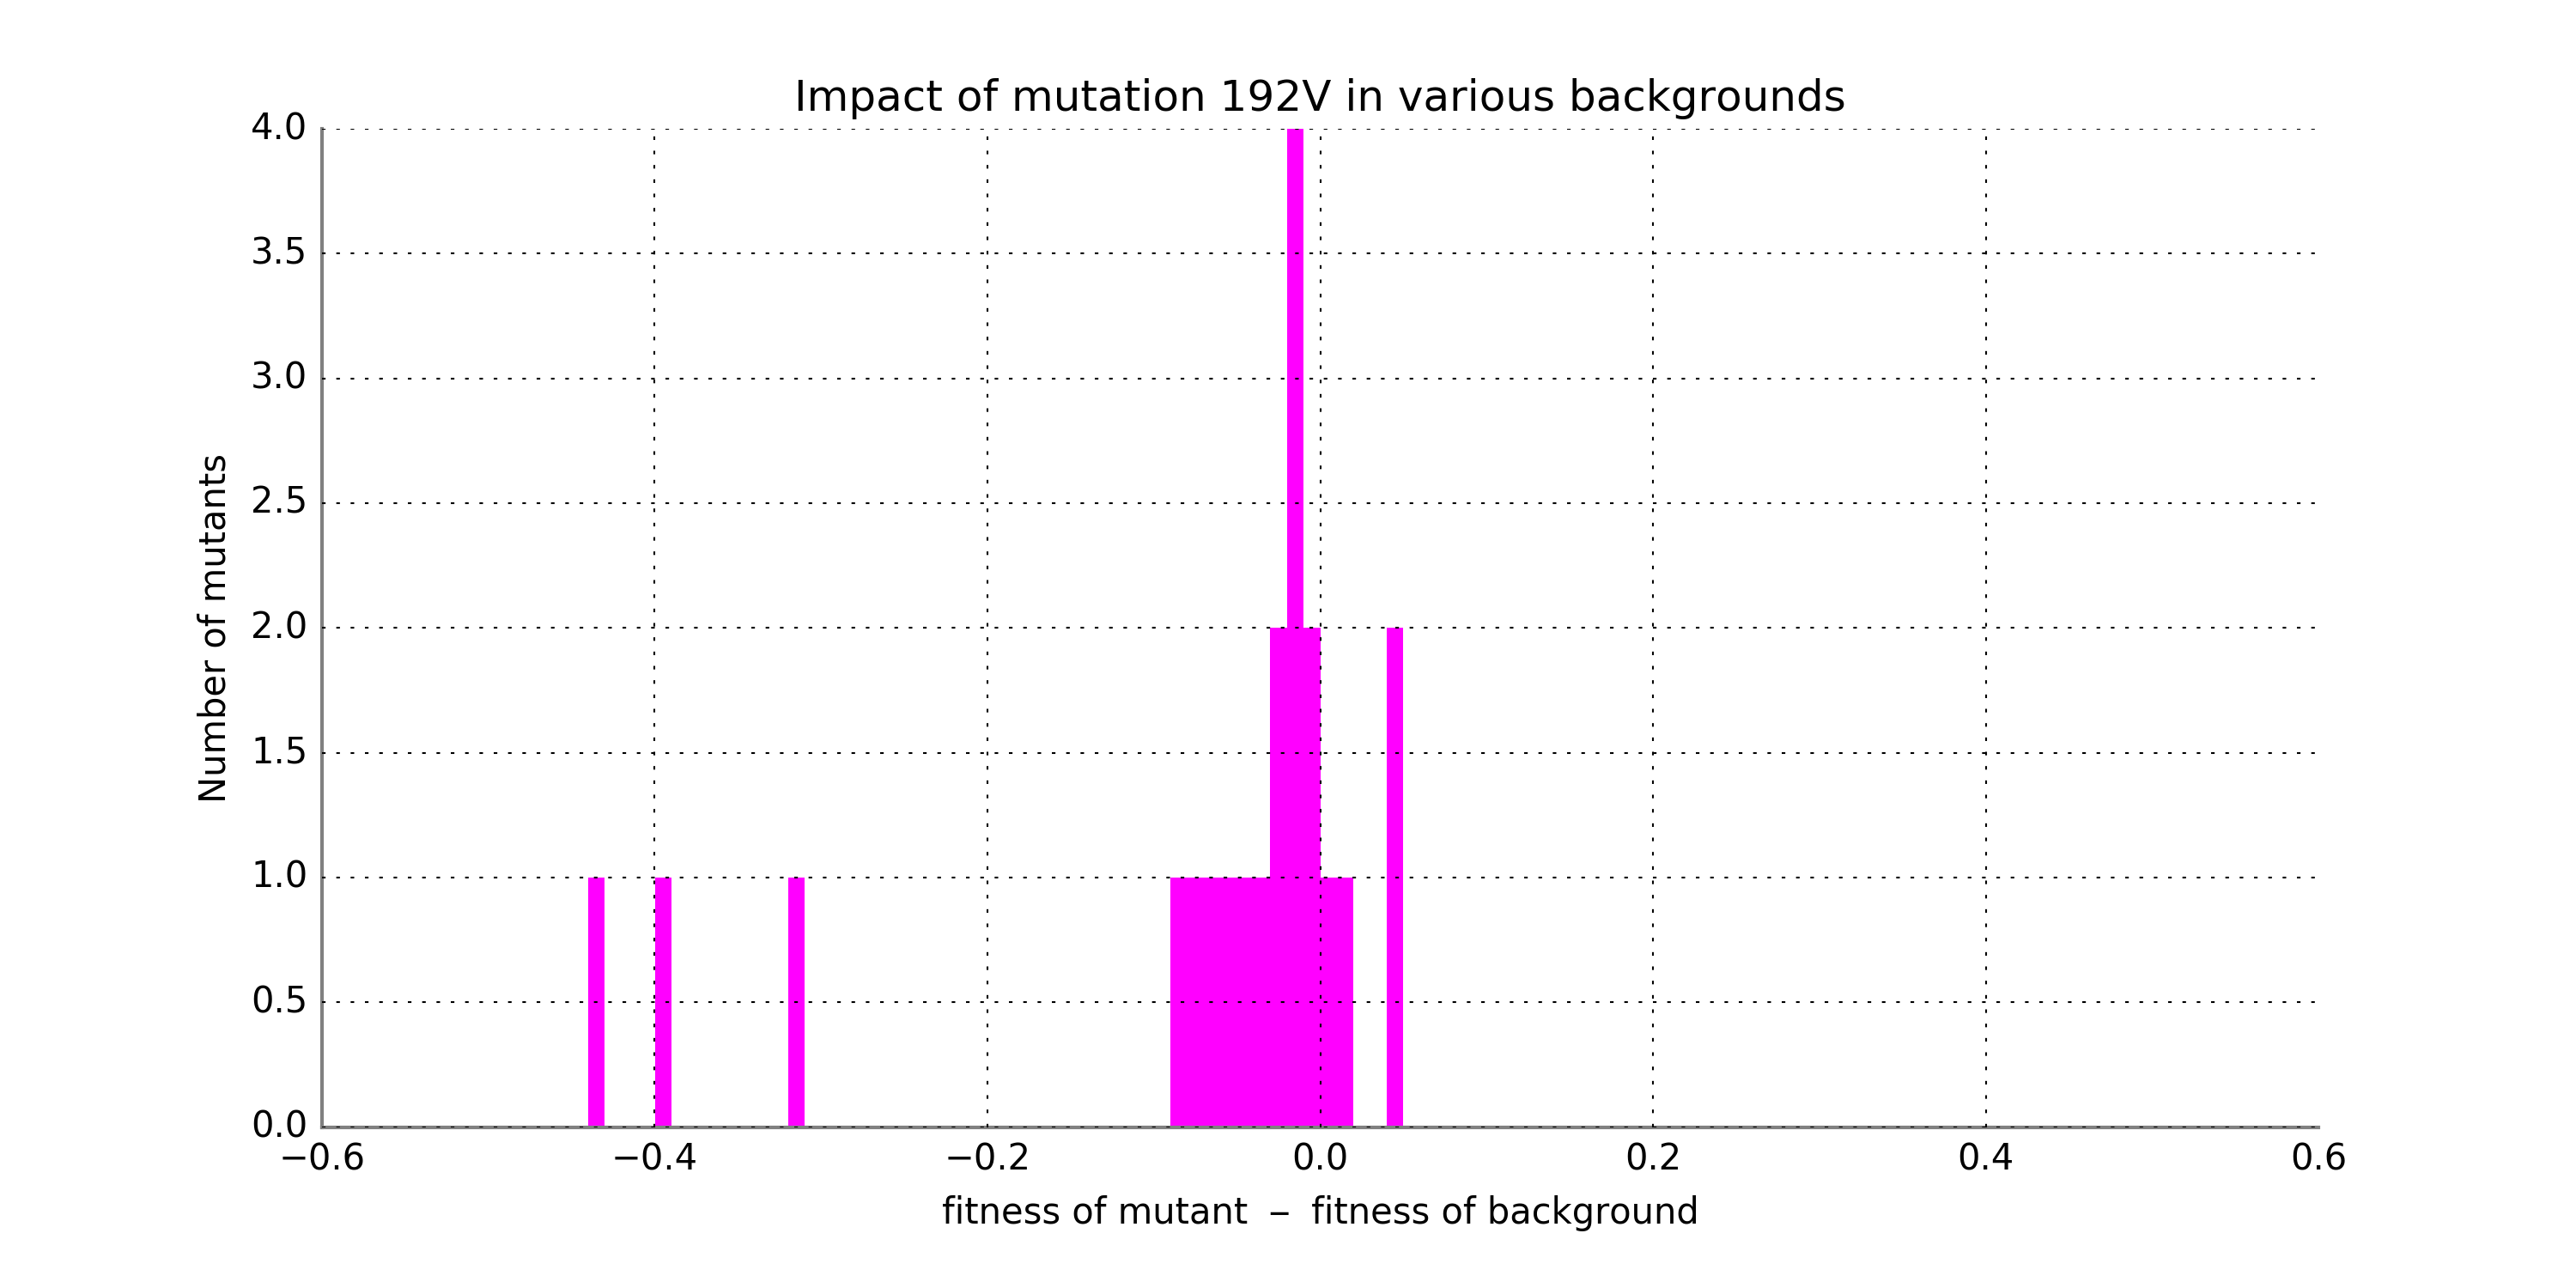 Impact of mutation 192V in various backgrounds
4.0
3.5
3.0
2.5
2.0
1.5
1.0
0.5
0.0
Number of mutants
−0.6 −0.4 −0.2 0.0 0.2 0.4 0.6
fitness of mutant − fitness of background